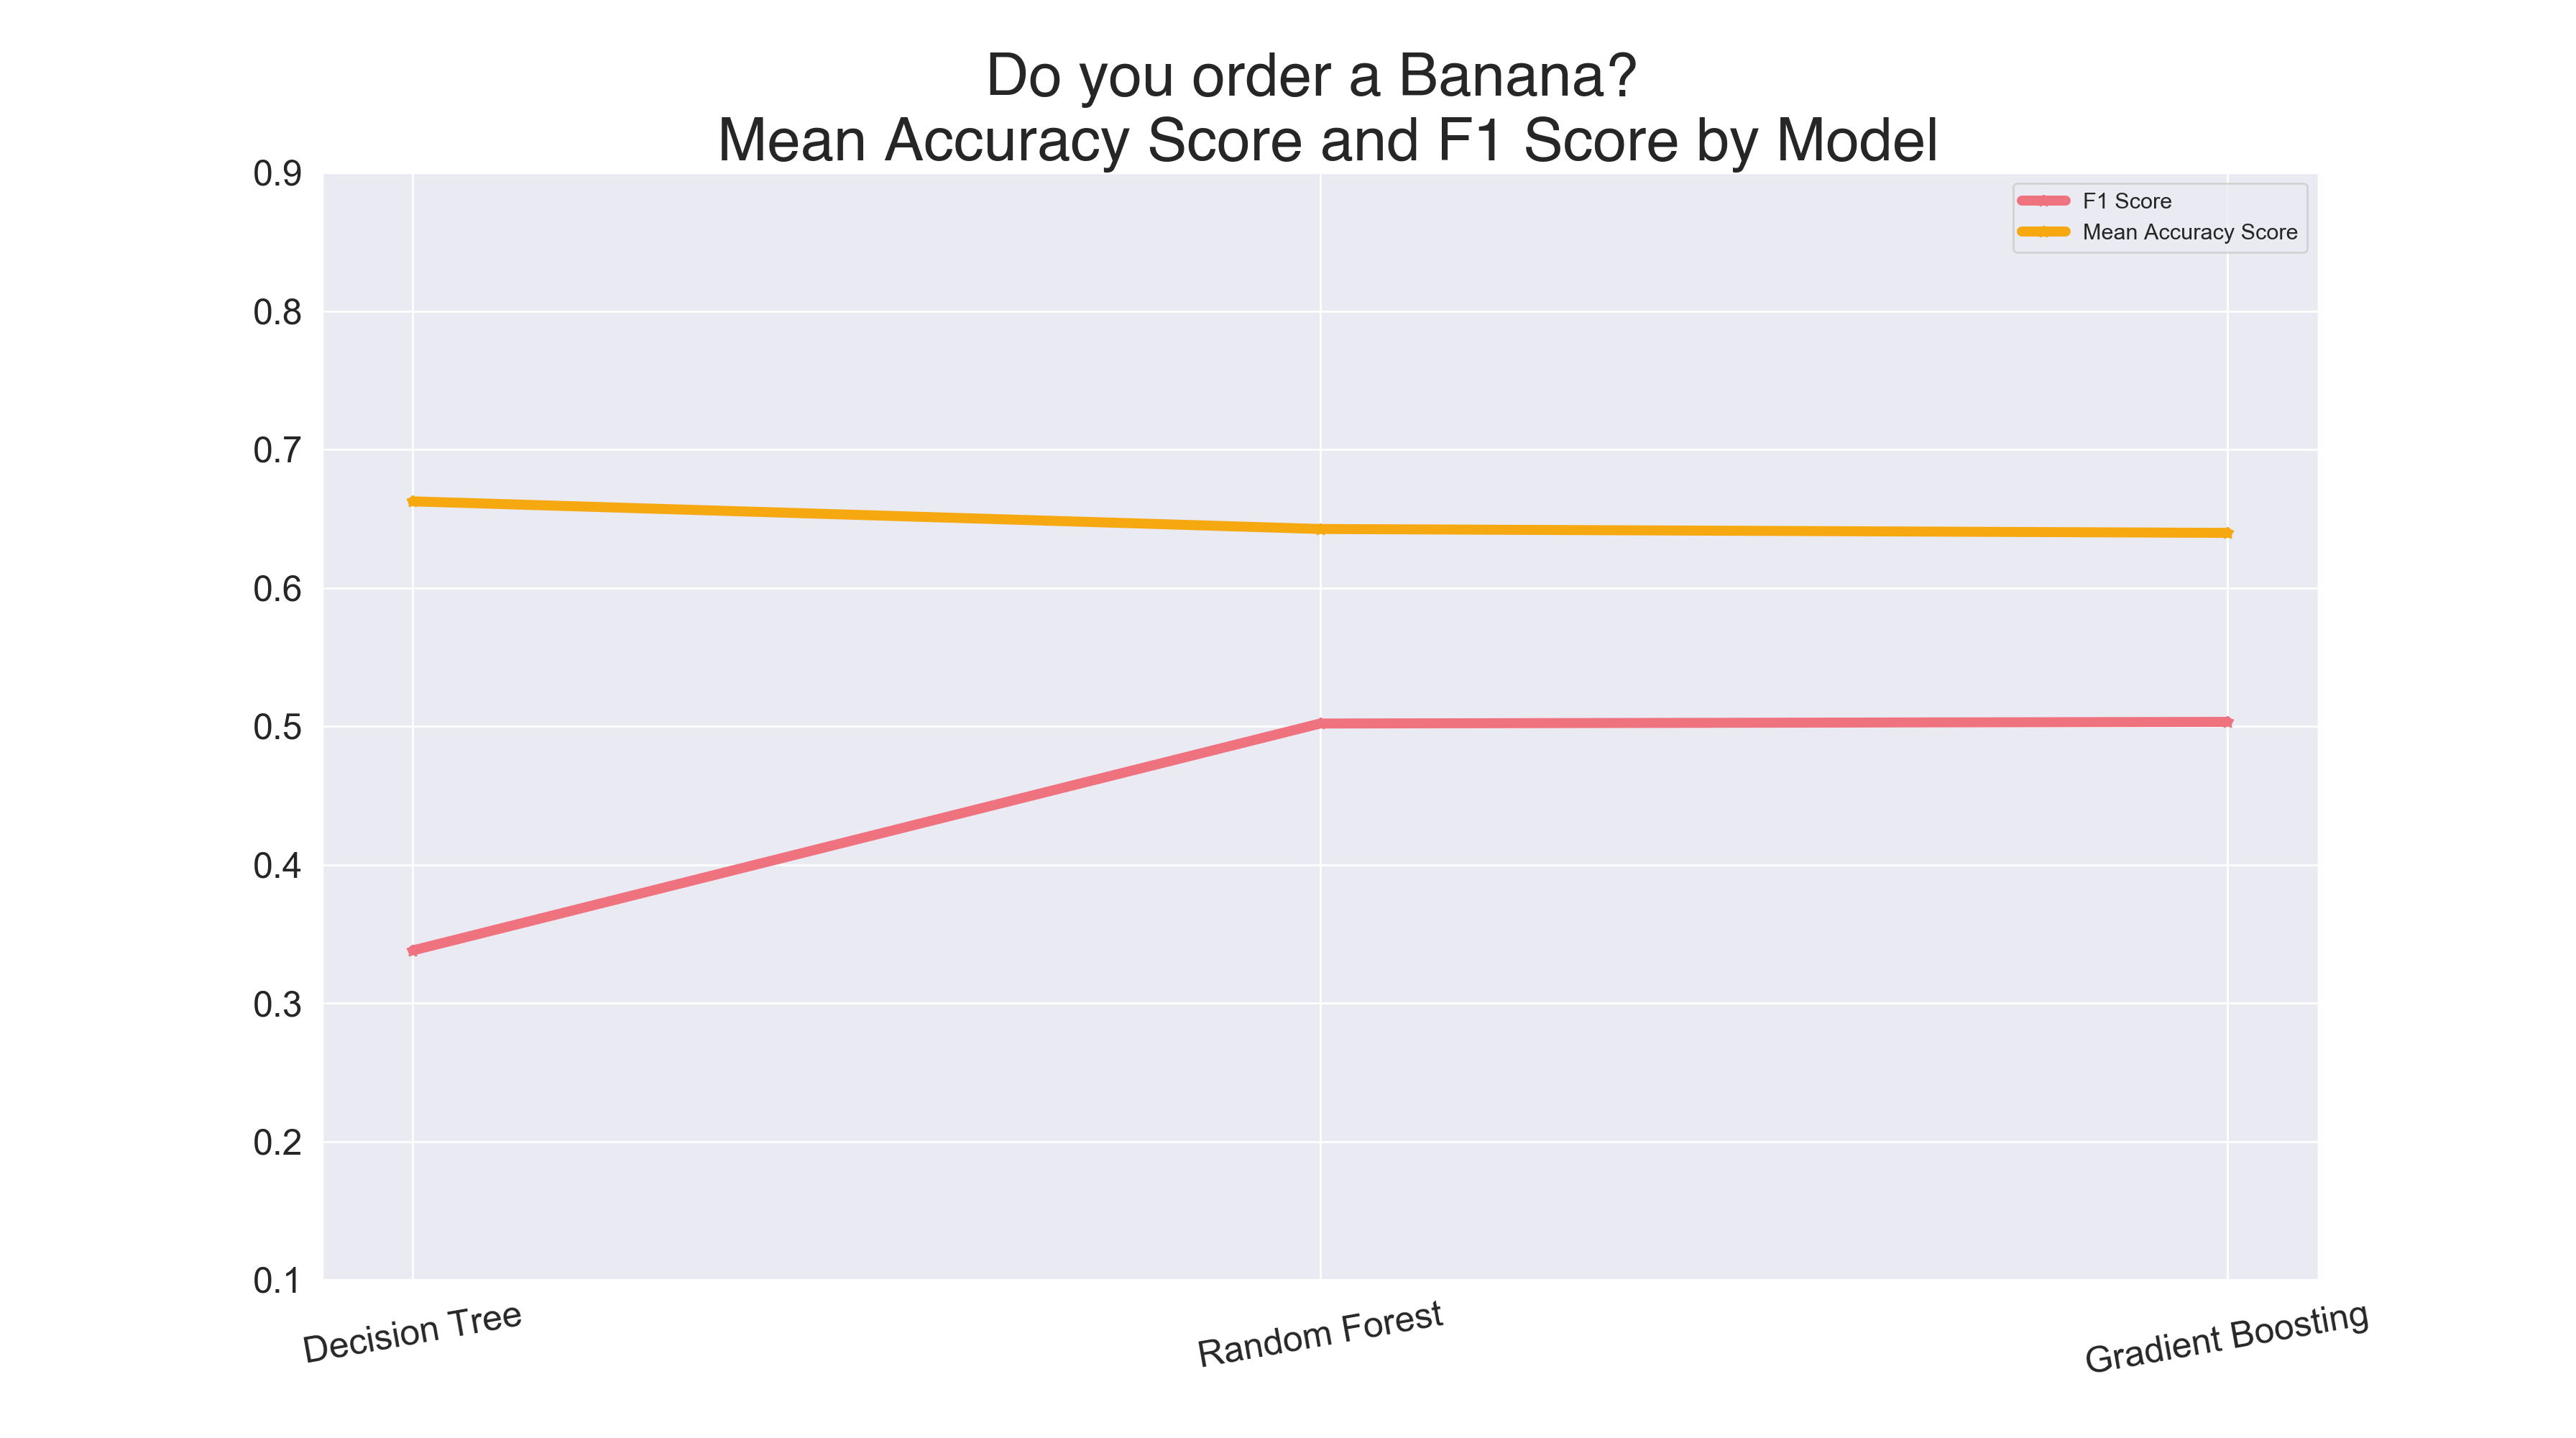 Do you order a Banana?
Mean Accuracy Score and F1 Score by Model
F1 Score
Mean Accuracy Score
0.9
0.8
0.7
0.6
0.5
0.4
0.3
0.2
0.1
Decision Tree
Random Forest
Gradient Boosting